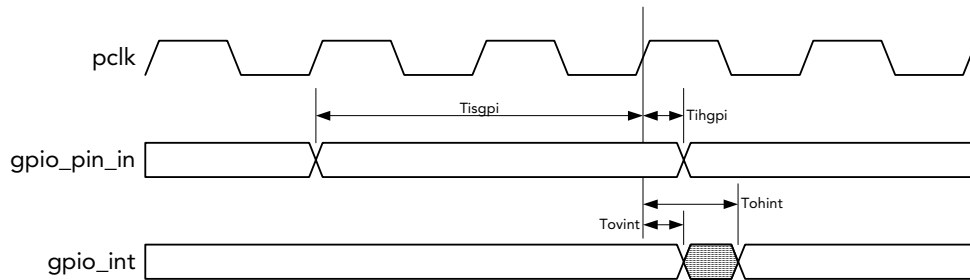 pclk
Tisgpi
Tihgpi
gpio_pin_in
Tohint
Tovint
gpio_int